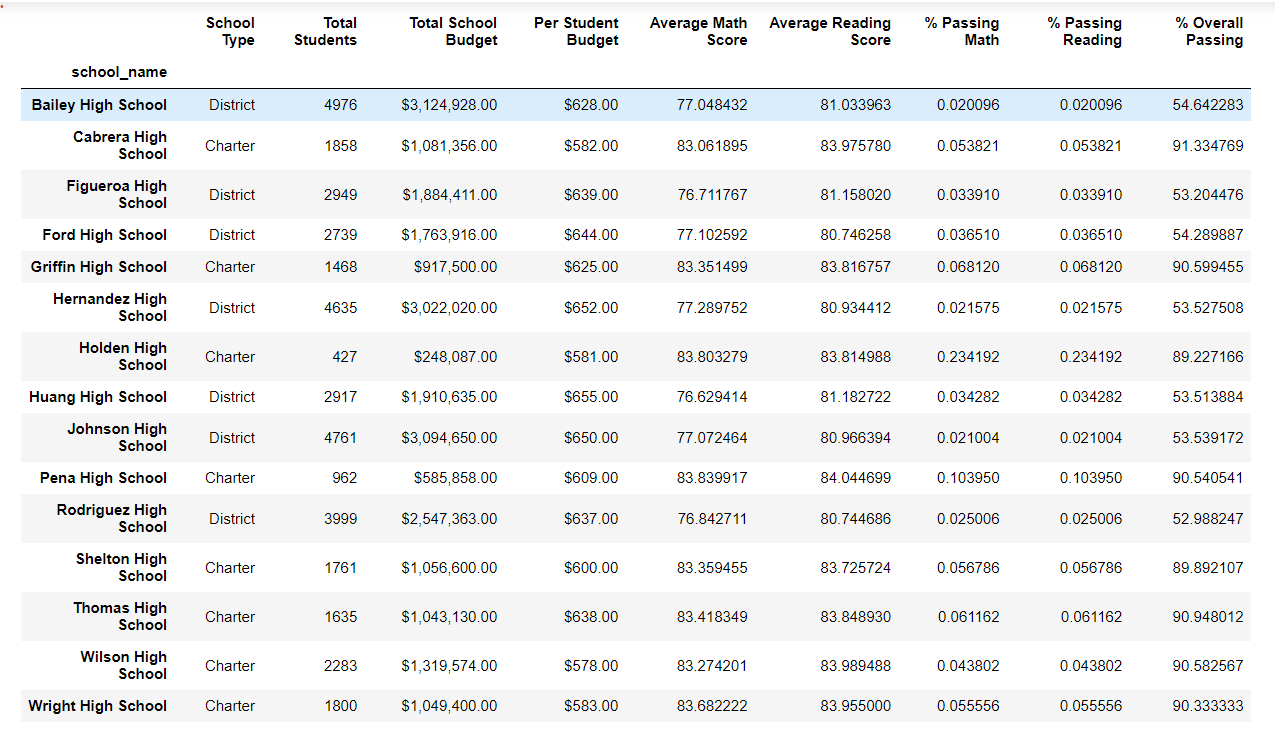 School Total Total School Per Student Average Math Average Reading % Passing % Passing % Overall
Type Students Budget Budget Score Score Math Reading Passing
school_name
Bailey High School District 4976 $3,124,928.00 $628.00 77.048432 81.033963 0.020096 0.020096 54.642283
Cabrera High
School Charter 1858 $1,081,356.00 $582.00 83.061895 83.975780 0.053821 0.053821 91.334769
Figueroa High
School District 2949 $1,884,411.00 $639.00 76.711767 81.158020 0.033910 0.033910 53.204476
Ford High School District 2739 $1,763,916.00 $644.00 77.102592 80.746258 0.036510 0.036510 54.289887
Griffin High School Charter 1468 $917,500.00 $625.00 83.351499 83.816757 0.068120 0.068120 90.599455
Hernandez High
School District 4635 $3,022,020.00 $652.00 77.289752 80.934412 0.021575 0.021575 53.527508
Holden High
School Charter 427 $248,087.00 $581.00 83.803279 83.814988 0.234192 0.234192 89.227166
Huang High School District 2917 $1,910,635.00 $655.00 76.629414 81.182722 0.034282 0.034282 53.513884
Johnson High
School District 4761 $3,094,650.00 $650.00 77.072464 80.966394 0.021004 0.021004 53.539172
Pena High School Charter 962 $585,858.00 $609.00 83.839917 84.044699 0.103950 0.103950 90.540541
Rodriguez High
School District 3999 $2,547,363.00 $637.00 76.842711 80.744686 0.025006 0.025006 52.988247
Shelton High
School Charter 1761 $1,056,600.00 $600.00 83.359455 83.725724 0.056786 0.056786 89.892107
Thomas High
School Charter 1635 $1,043,130.00 $638.00 83.418349 83.848930 0.061162 0.061162 90.948012
Wilson High
School Charter 2283 $1,319,574.00 $578.00 83.274201 83.989488 0.043802 0.043802 90.582567
Wright High School Charter 1800 $1,049,400.00 $583.00 83.682222 83.955000 0.055556 0.055556 90.333333